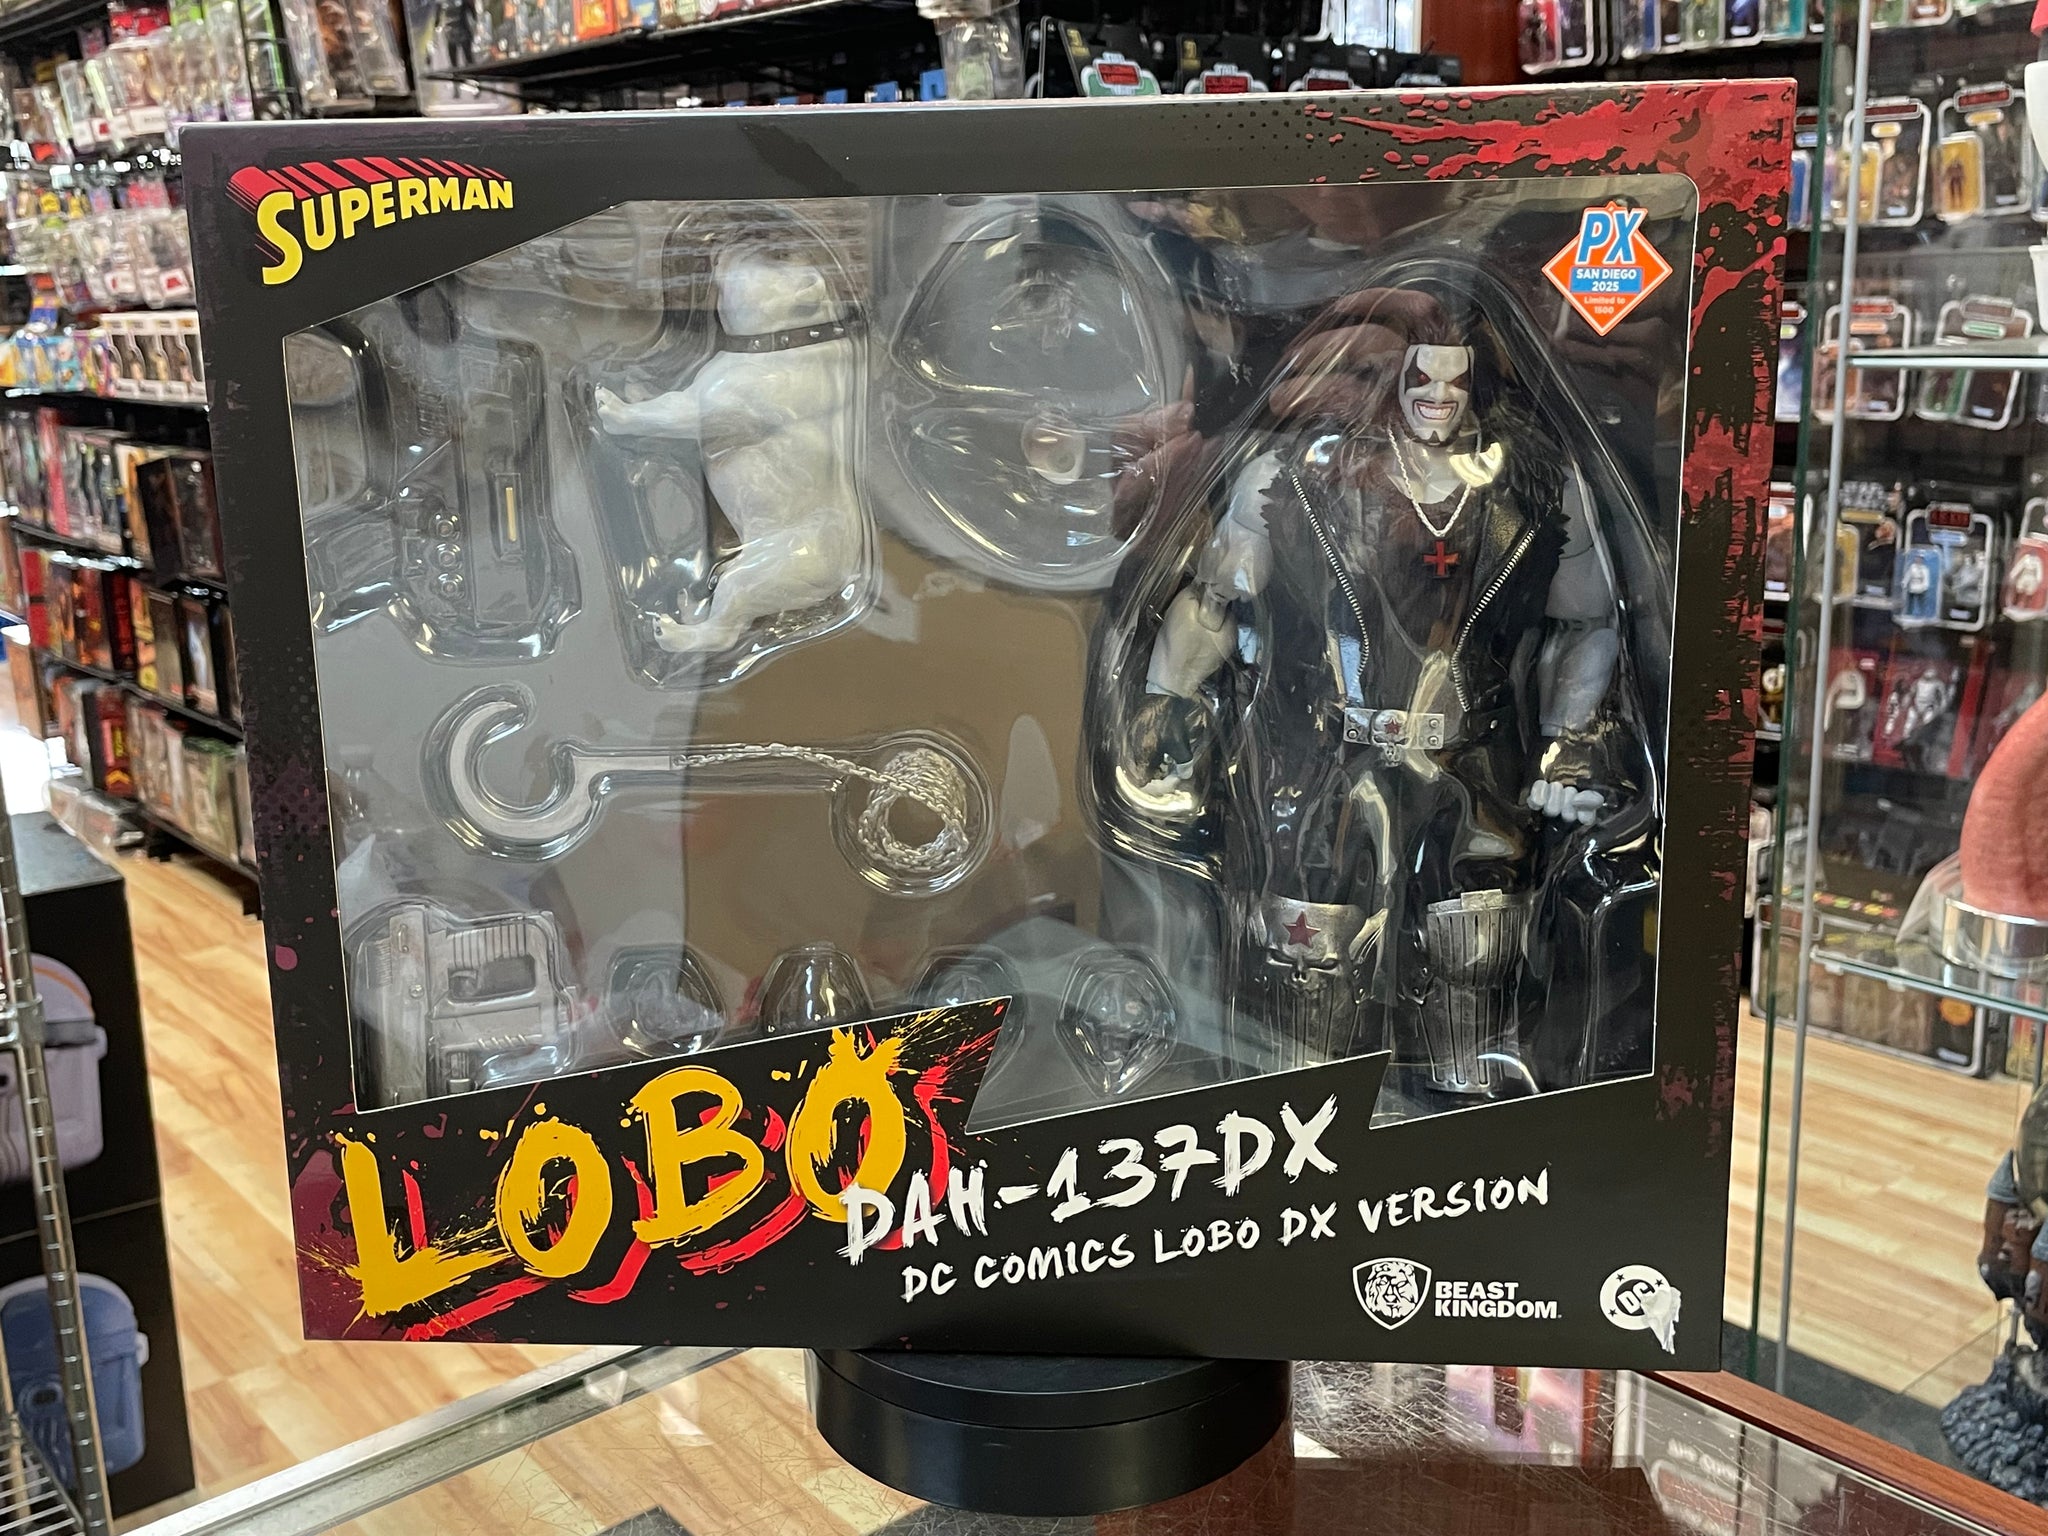 SUPERMAN
PX
SAN DIEGO
2025
Limited to
1500
LOBO
DAH-137DX
DC COMICS LOBO DX VERSION
BEAST
KINGDOM
DC